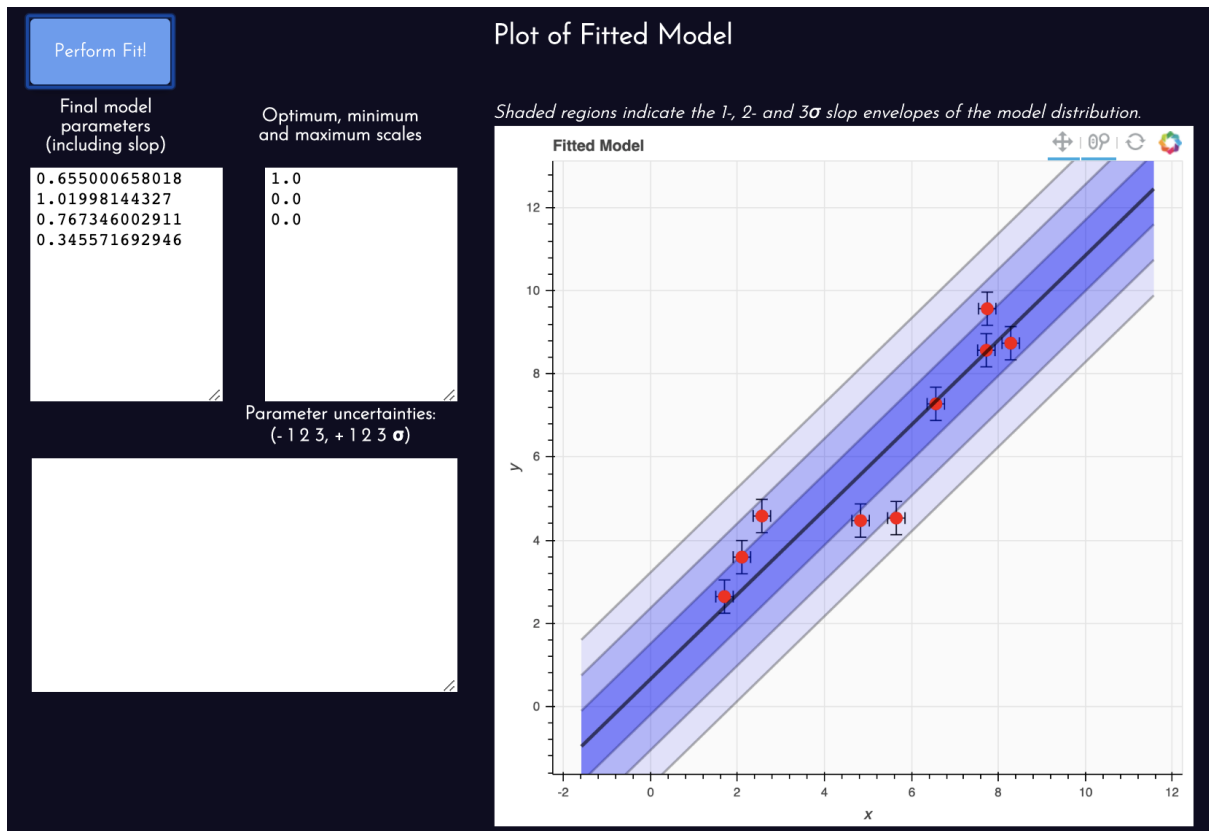 Perform Fit!
Plot of Fitted Model
Final model
parameters
(including slop)
Optimum, minimum
and maximum scales
Shaded regions indicate the 1-, 2- and 3σ slop envelopes of the model distribution.
0.655000658018
1.01998144327
0.767346002911
0.345571692946
1.0
0.0
0.0
Parameter uncertainties:
(- 1 2 3, + 1 2 3 σ)
Fitted Model
12
10
8
6
4
2
0
y
-2
0
2
4
6
8
10
12
x